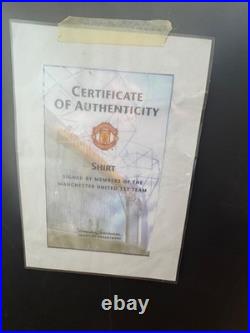 CERTIFICATE
OF AUTHENTICITY
SHIRT
SIGNED BY MEMBERS OF THE
MANCHESTER UNITED 1ST TEAM